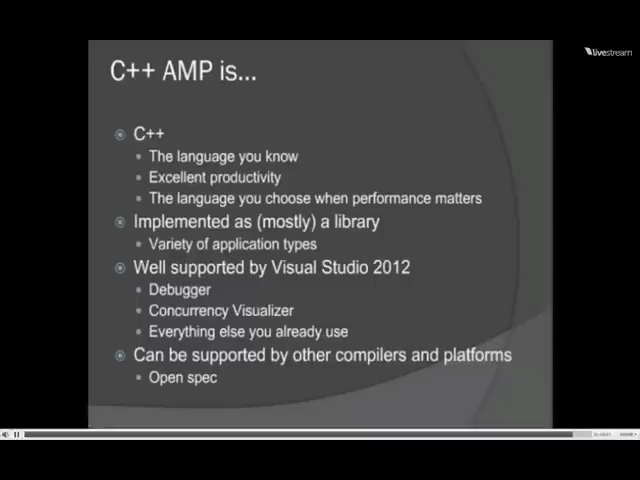 livestream
C++ AMP is...
C++
The language you know
Excellent productivity
The language you choose when performance matters
Implemented as (mostly) a library
Variety of application types
Well supported by Visual Studio 2012
Debugger
Concurrency Visualizer
Everything else you already use
Can be supported by other compilers and platforms
Open spec